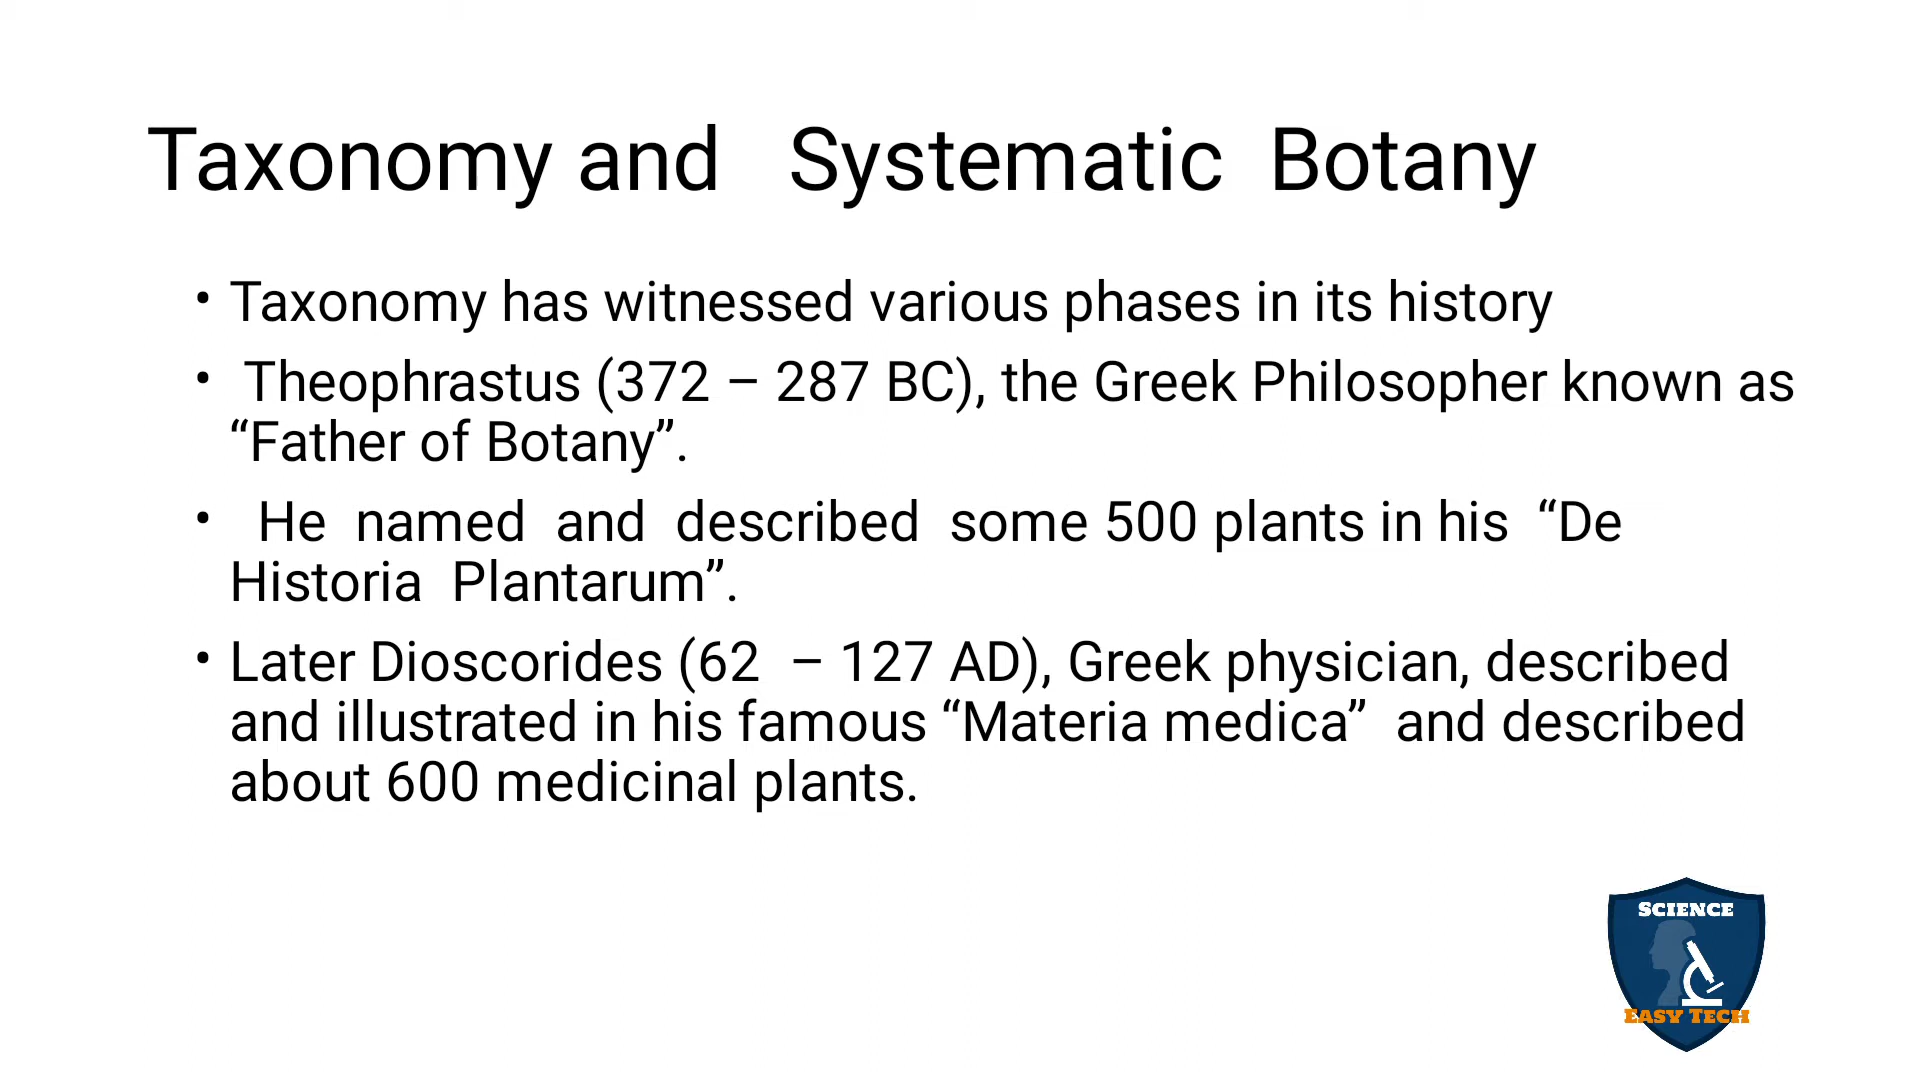 Taxonomy and Systematic Botany
• Taxonomy has witnessed various phases in its history
• Theophrastus (372 – 287 BC), the Greek Philosopher known as
“Father of Botany”.
• He named and described some 500 plants in his “De
Historia Plantarum”.
• Later Dioscorides (62 – 127 AD), Greek physician, described
and illustrated in his famous “Materia medica” and described
about 600 medicinal plants.
SCIENCE
EASY TECH